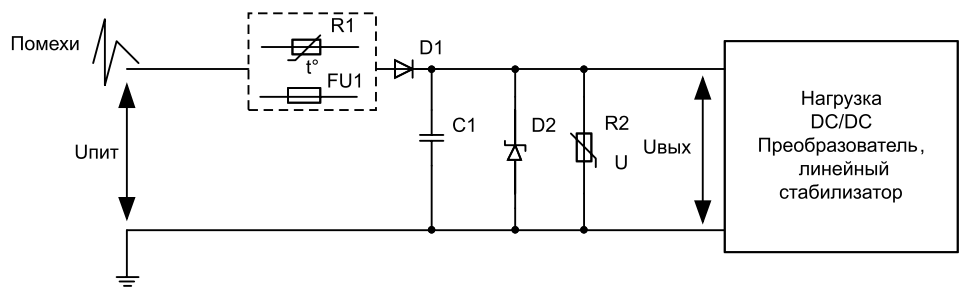 Помехи
R1
t°
FU1
D1
Uпит
C1
D2
R2
U
Uвых
Нагрузка
DC/DC
Преобразователь,
линейный
стабилизатор